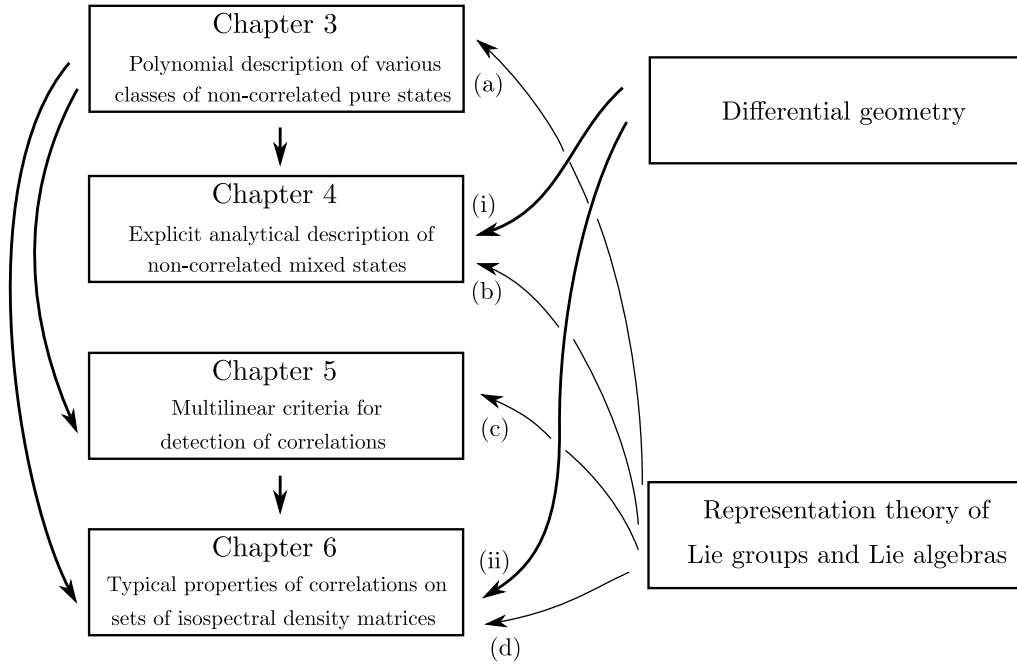 Chapter 3
Polynomial description of various
classes of non-correlated pure states
(a)
Differential geometry
Chapter 4
(i)
Explicit analytical description of
non-correlated mixed states
(b)
Chapter 5
Multilinear criteria for
detection of correlations
(c)
Representation theory of
Lie groups and Lie algebras
Chapter 6
(ii)
Typical properties of correlations on
sets of isospectral density matrices
(d)